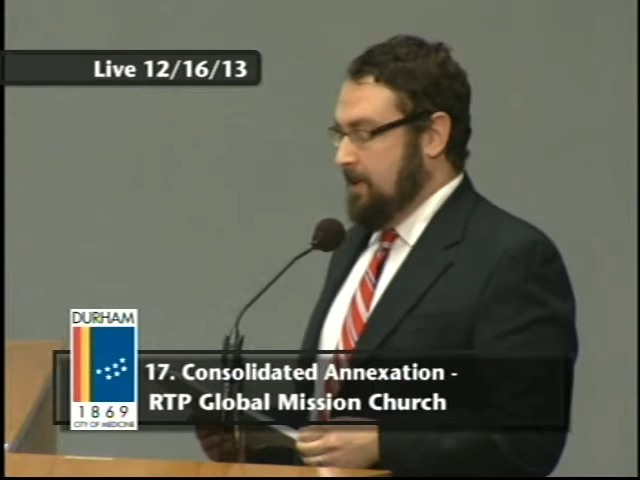 Live 12/16/13
DURHAM
1869
CITY OF MEDICINE
17. Consolidated Annexation -
RTP Global Mission Church